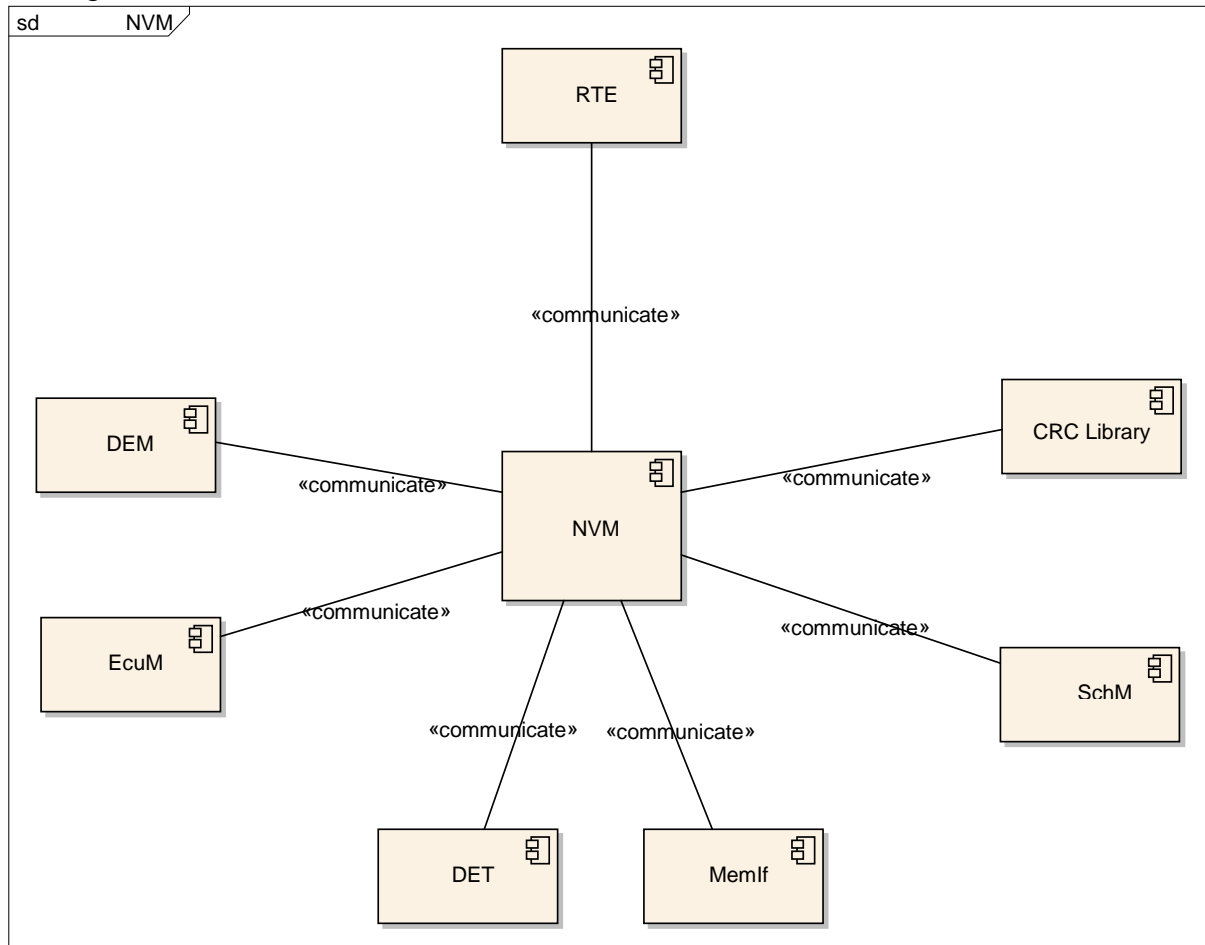 sd NVM
RTE
«communicate»
DEM
CRC Library
«communicate»
«communicate»
NVM
«communicate»
«communicate»
EcuM
SchM
«communicate»
«communicate»
DET
MemIf